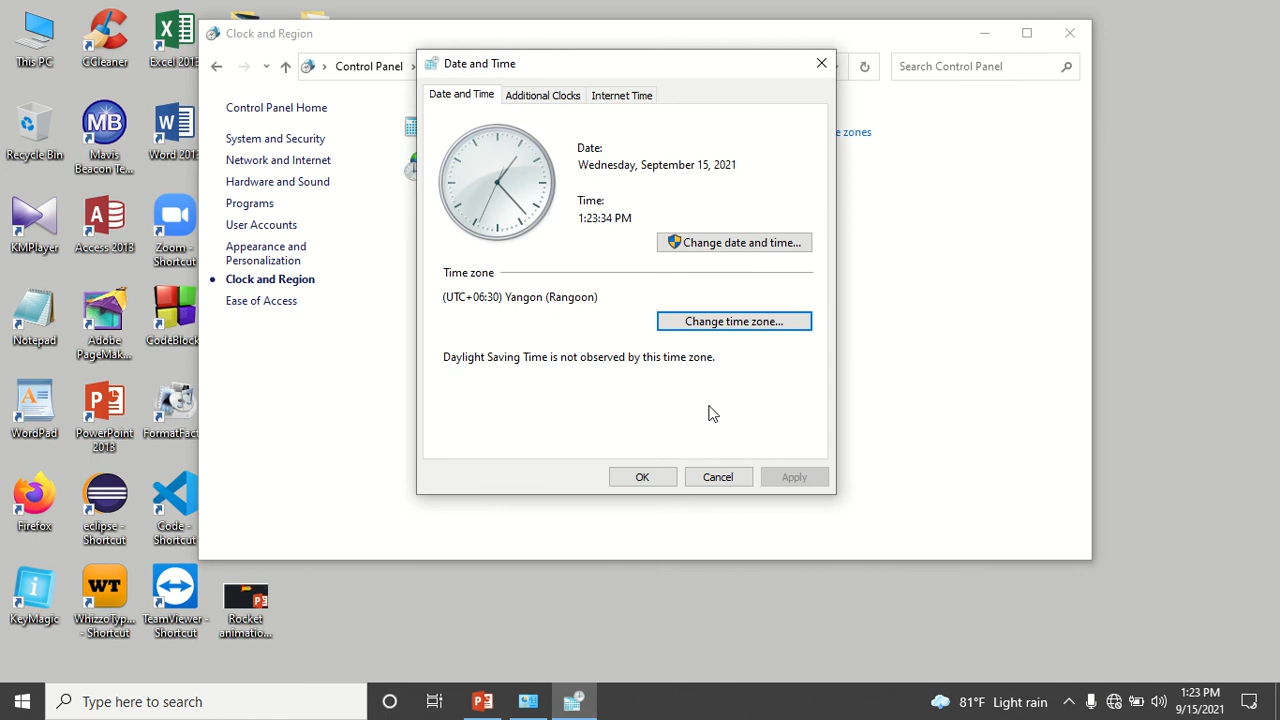 This PC
CCleaner
Excel 2013
Recycle Bin
Mavis
Beacon Te...
Word 201
KMPlayer
Access 2013
Zoom -
Shortcut
Notepad
Adobe
PageMak...
CodeBlock
WordPad
PowerPoint
2013
FormatFac
Firefox
eclipse -
Shortcut
Code -
Shortcut
KeyMagic
WhizzoTyp...
- Shortcut
TeamViewer -
Shortcut
Rocket
animatio...
MB
WT
Clock and Region
Control Panel
Search Control Panel
Control Panel Home
System and Security
Network and Internet
Hardware and Sound
Programs
User Accounts
Appearance and
Personalization
Clock and Region
Ease of Access
e zones
Date and Time
Date and Time
Additional Clocks
Internet Time
Date:
Wednesday, September 15, 2021
Time:
1:23:34 PM
Change date and time...
Time zone
(UTC+06:30) Yangon (Rangoon)
Change time zone...
Daylight Saving Time is not observed by this time zone.
OK
Cancel
Apply
Type here to search
81°F Light rain
1:23 PM
9/15/2021